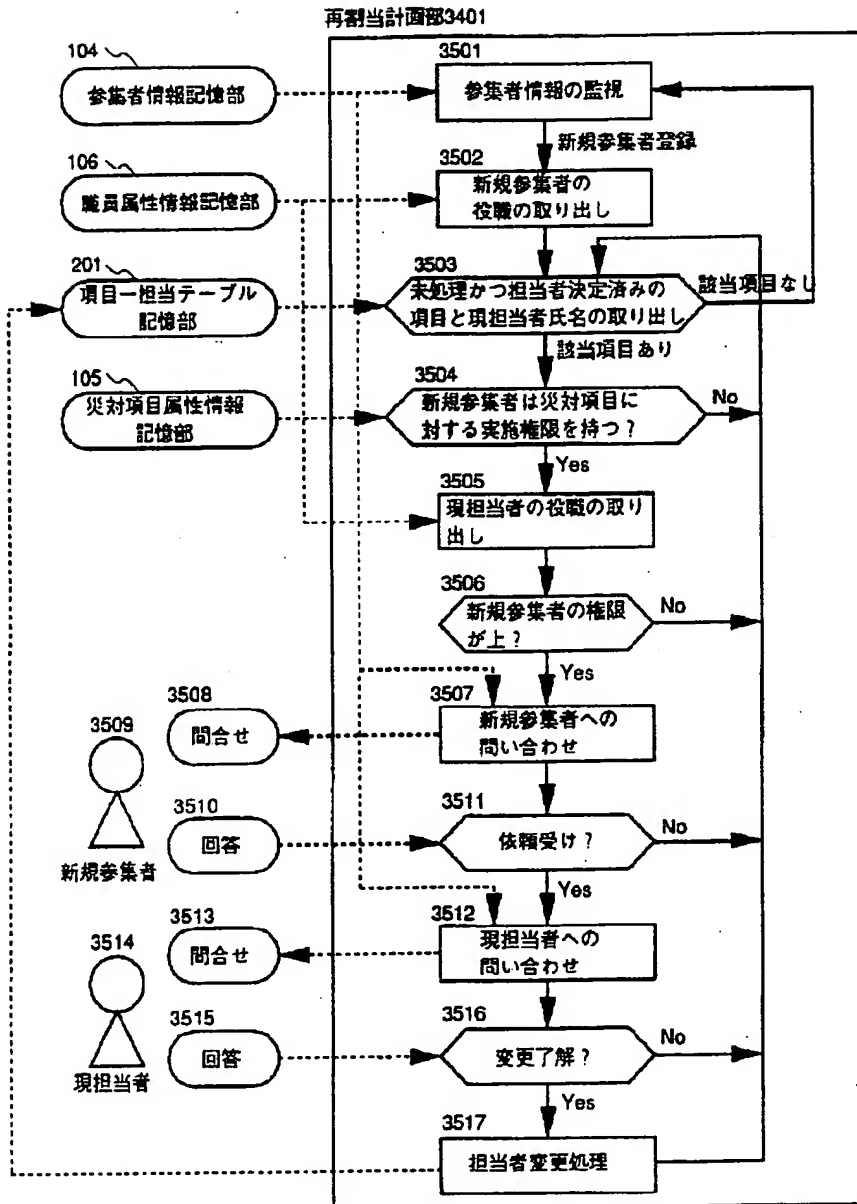 再割当計画部3401
104
参集者情報記憶部
3501
参集者情報の監視
新規参集者登録
106
職員属性情報記憶部
3502
新規参集者の
役職の取り出し
201
項目ー担当テーブル
記憶部
3503
未処理かつ担当者決定済みの
項目と現担当者氏名の取り出し
該当項目なし
該当項目あり
105
災対項目属性情報
記憶部
3504
新規参集者は災対項目に
対する実施権限を持つ？
No
Yes
3505
現担当者の役職の取り
出し
3506
新規参集者の権限
が上？
No
Yes
3507
新規参集者への
問い合わせ
3508
問合せ
3509
新規参集者
3510
回答
3511
依頼受け？
No
Yes
3512
現担当者への
問い合わせ
3513
問合せ
3514
現担当者
3515
回答
3516
変更了解？
No
Yes
3517
担当者変更処理